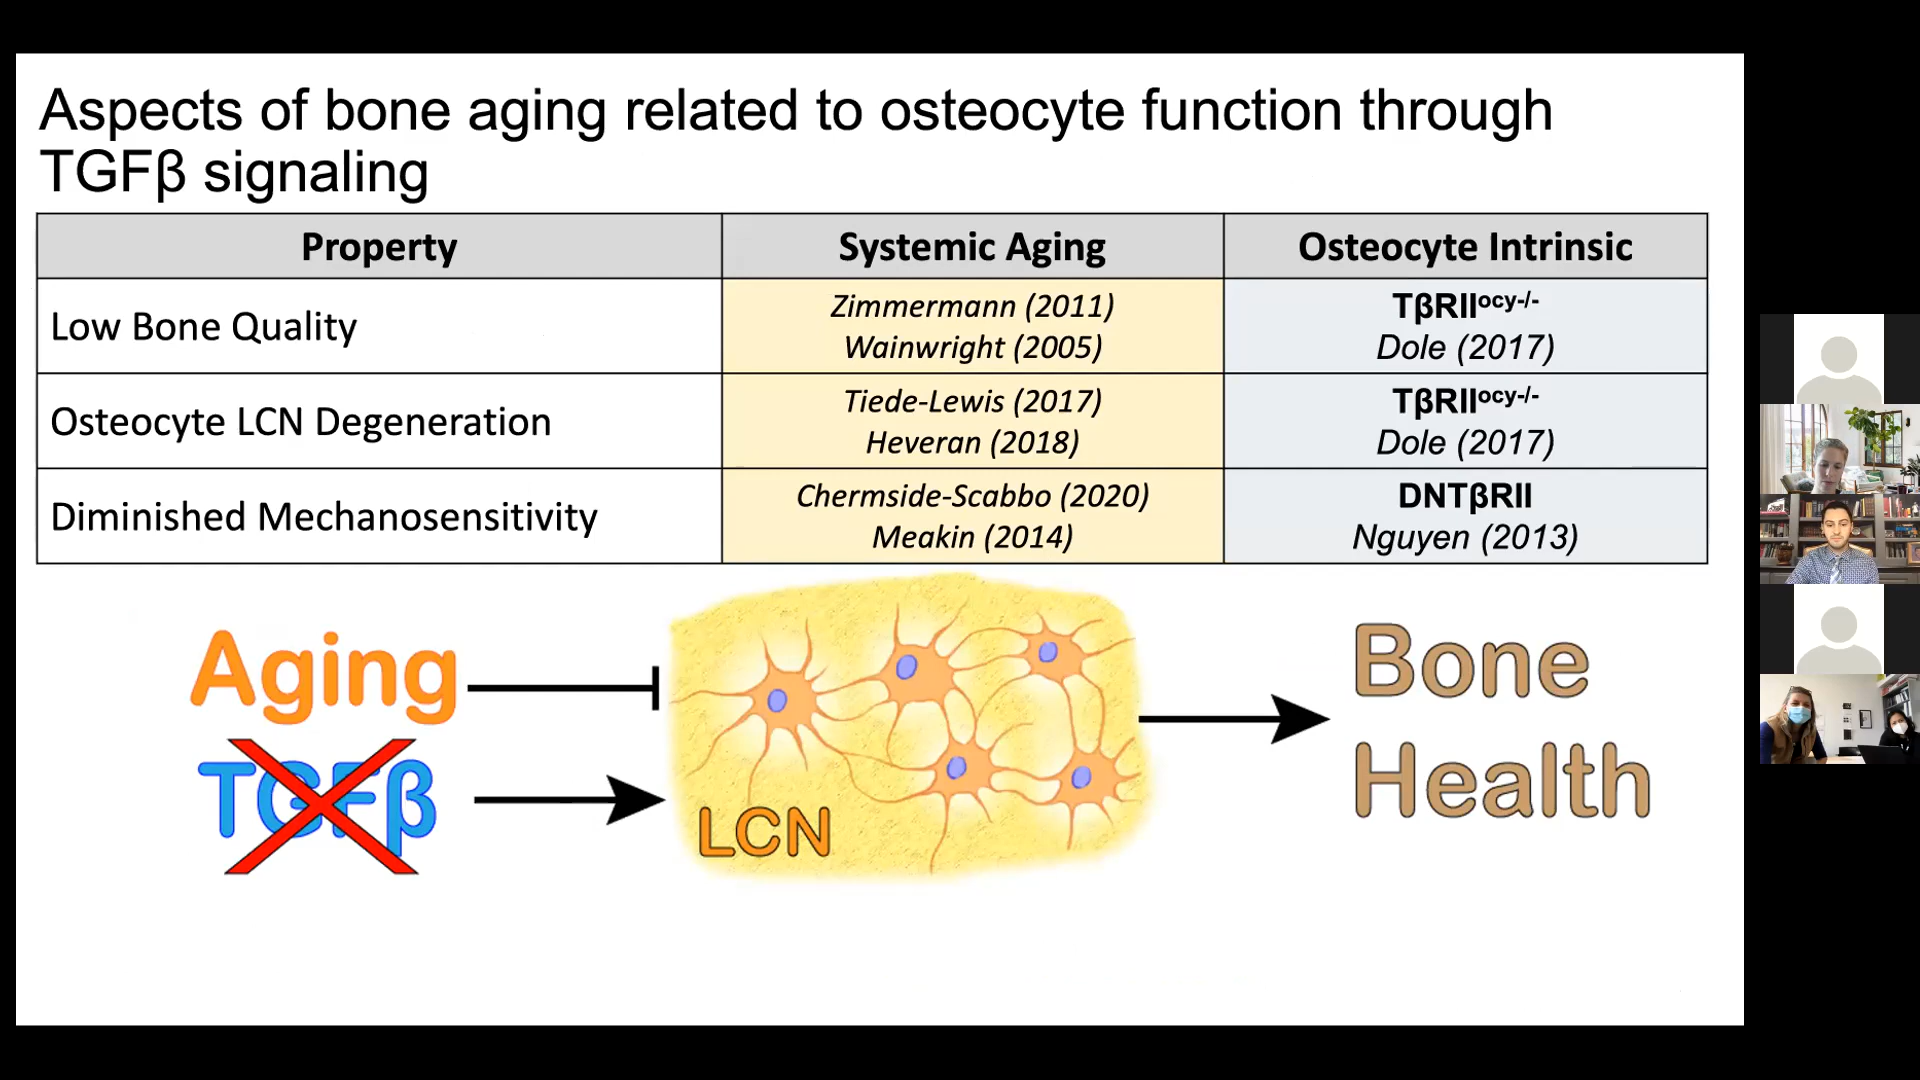 Aspects of bone aging related to osteocyte function through
TGFβ signaling
Property
Systemic Aging
Osteocyte Intrinsic
Low Bone Quality
Zimmermann (2011)
Wainwright (2005)
TβRIIᵒᶜʸ⁻/⁻
Dole (2017)
Osteocyte LCN Degeneration
Tiede-Lewis (2017)
Heveran (2018)
TβRIIᵒᶜʸ⁻/⁻
Dole (2017)
Diminished Mechanosensitivity
Chermside-Scabbo (2020)
Meakin (2014)
DNTβRII
Nguyen (2013)
Aging
TGFβ
LCN
Bone
Health